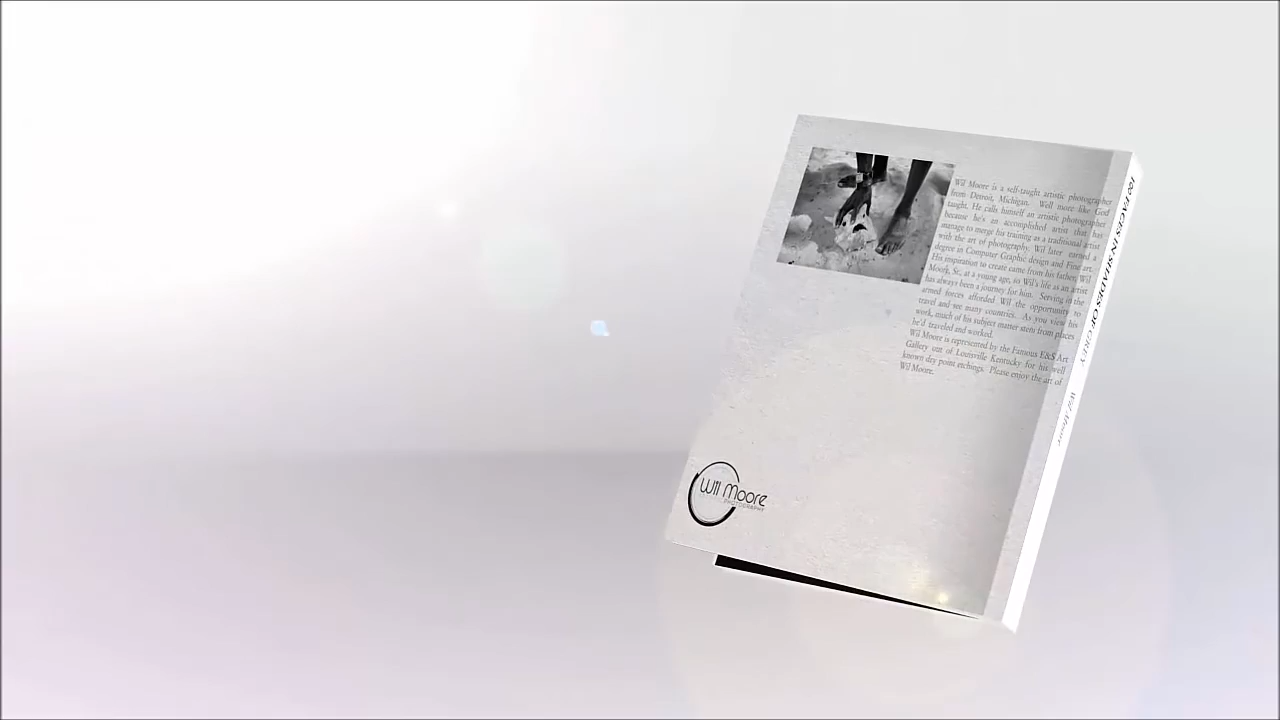 Wil Moore is a self-taught artistic photographer
from Detroit, Michigan. Well more like God
taught. He calls himself an artistic photographer
because he's an accomplished artist that has
manage to merge his training as a traditional artist
with the art of photography. Wil later earned a
degree in Computer Graphic design and Fine art.
His inspiration to create came from his father, Wil
Moore, Sr., at a young age, so Wil's life as an artist
has always been a journey for him. Serving in the
armed forces afforded Wil the opportunity to
travel and see many countries. As you view his
work, much of his subject matter stem from places
he'd traveled and worked.
Wil Moore is represented by the Famous E&S Art
Gallery out of Louisville Kentucky for his well
known dry point etchings. Please enjoy the art of
Wil Moore.
Wil Moore
PHOTOGRAPHY
FACES IN SHADES OF GREY Wil Moore